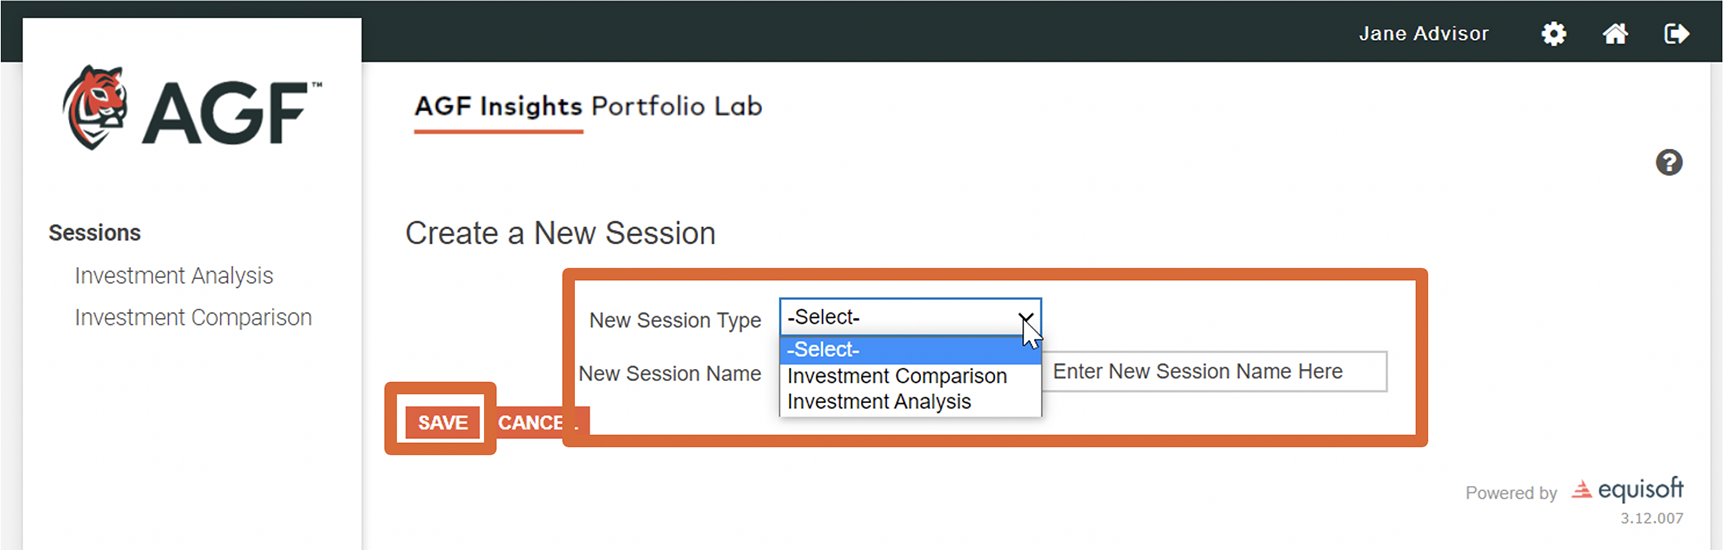 Jane Advisor
AGF™
AGF Insights Portfolio Lab
Sessions
Investment Analysis
Investment Comparison
Create a New Session
New Session Type
-Select-
-Select-
Investment Comparison
Investment Analysis
New Session Name
Enter New Session Name Here
SAVE
CANCEL
Powered by equisoft
3.12.007